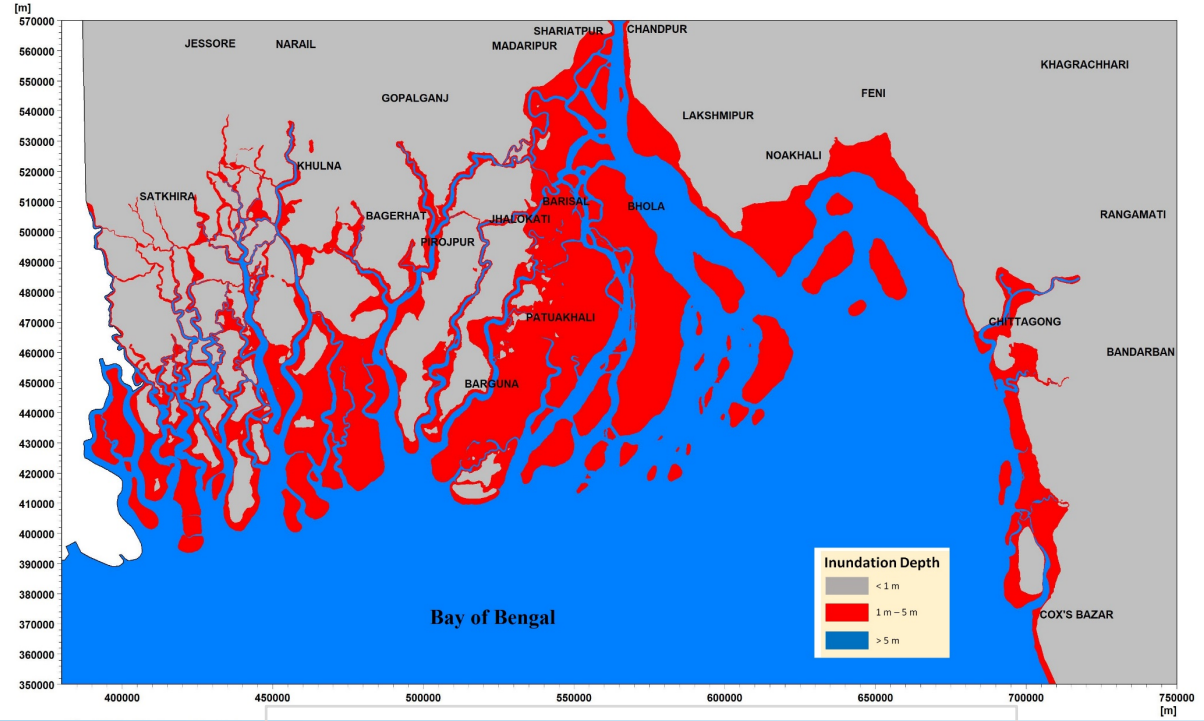 [m]
570000
560000
550000
540000
530000
520000
510000
500000
490000
480000
470000
460000
450000
440000
430000
420000
410000
400000
390000
380000
370000
360000
350000
SHARIATPUR CHANDPUR
JESSORE NARAIL MADARIPUR
KHAGRACHHARI
GOPALGANJ FENI
LAKSHMIPUR
NOAKHALI
KHULNA
SATKHIRA
BARISAL BHOLA
BAGERHAT JHALOKATI RANGAMATI
PIROJPUR
PATUAKHALI CHITTAGONG
BANDARBAN
BARGUNA
Inundation Depth
< 1 m
1 m – 5 m
> 5 m
Bay of Bengal
COX'S BAZAR
400000 450000 500000 550000 600000 650000 700000 750000
[m]